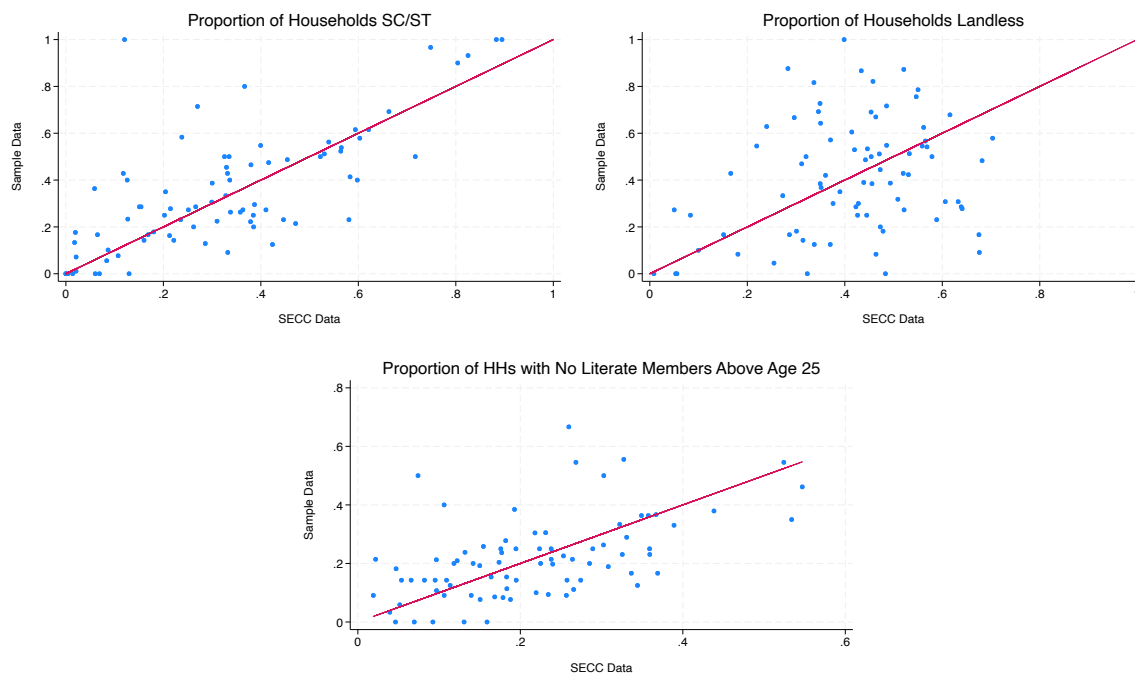 Proportion of Households SC/ST
1
.8
.6
.4
.2
0
Sample Data
0 .2 .4 .6 .8 1
SECC Data
Proportion of Households Landless
1
.8
.6
.4
.2
0
Sample Data
0 .2 .4 .6 .8 1
SECC Data
Proportion of HHs with No Literate Members Above Age 25
.8
.6
.4
.2
0
Sample Data
0 .2 .4 .6
SECC Data